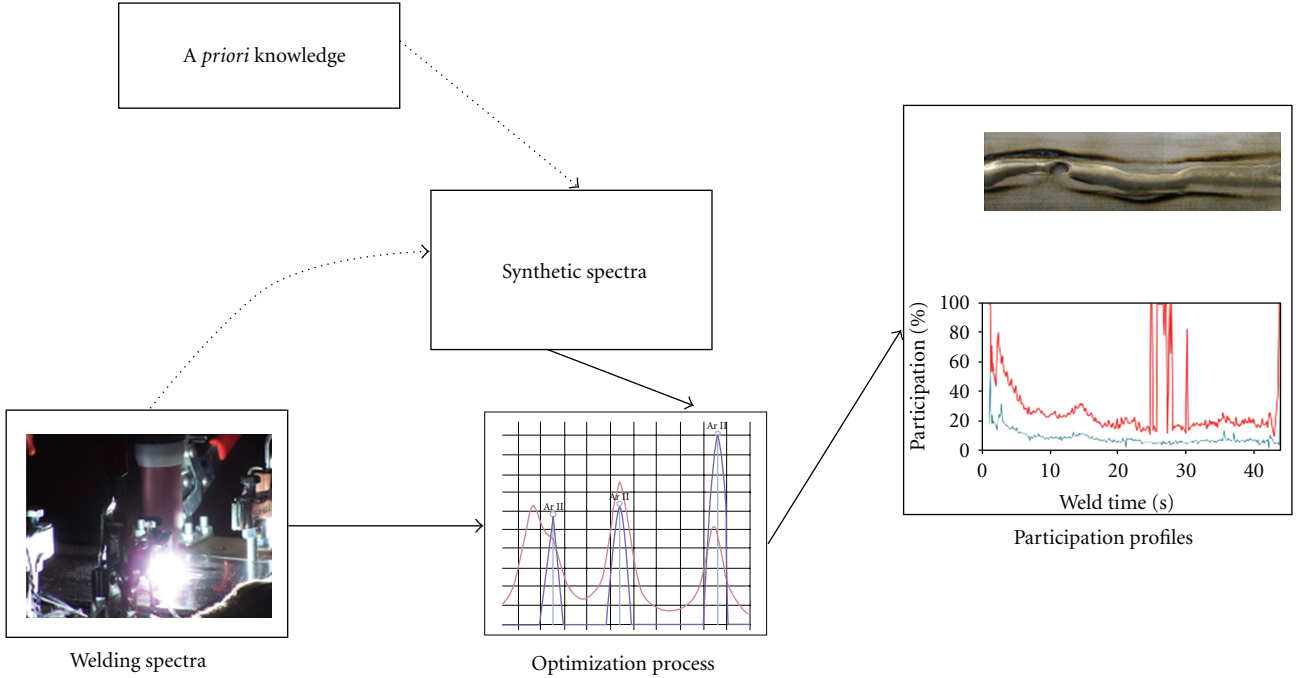 A priori knowledge
Synthetic spectra
Welding spectra
Ar II
Ar II
Ar II
Optimization process
Participation (%)
100
80
60
40
20
0
0 10 20 30 40
Weld time (s)
Participation profiles